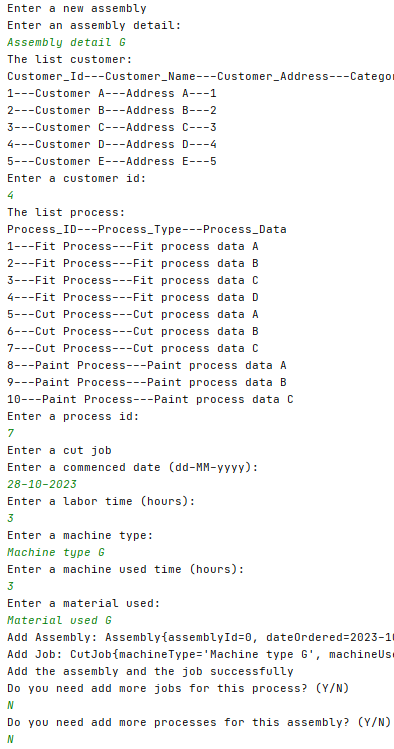 Enter a new assembly
Enter an assembly detail:
Assembly detail G
The list customer:
Customer_Id---Customer_Name---Customer_Address---Categor
1---Customer A---Address A---1
2---Customer B---Address B---2
3---Customer C---Address C---3
4---Customer D---Address D---4
5---Customer E---Address E---5
Enter a customer id:
4
The list process:
Process_ID---Process_Type---Process_Data
1---Fit Process---Fit process data A
2---Fit Process---Fit process data B
3---Fit Process---Fit process data C
4---Fit Process---Fit process data D
5---Cut Process---Cut process data A
6---Cut Process---Cut process data B
7---Cut Process---Cut process data C
8---Paint Process---Paint process data A
9---Paint Process---Paint process data B
10---Paint Process---Paint process data C
Enter a process id:
7
Enter a cut job
Enter a commenced date (dd-MM-yyyy):
28-10-2023
Enter a labor time (hours):
3
Enter a machine type:
Machine type G
Enter a machine used time (hours):
3
Enter a material used:
Material used G
Add Assembly: Assembly{assemblyId=0, dateOrdered=2023-10
Add Job: CutJob{machineType='Machine type G', machineUse
Add the assembly and the job successfully
Do you need add more jobs for this process? (Y/N)
N
Do you need add more processes for this assembly? (Y/N)
N